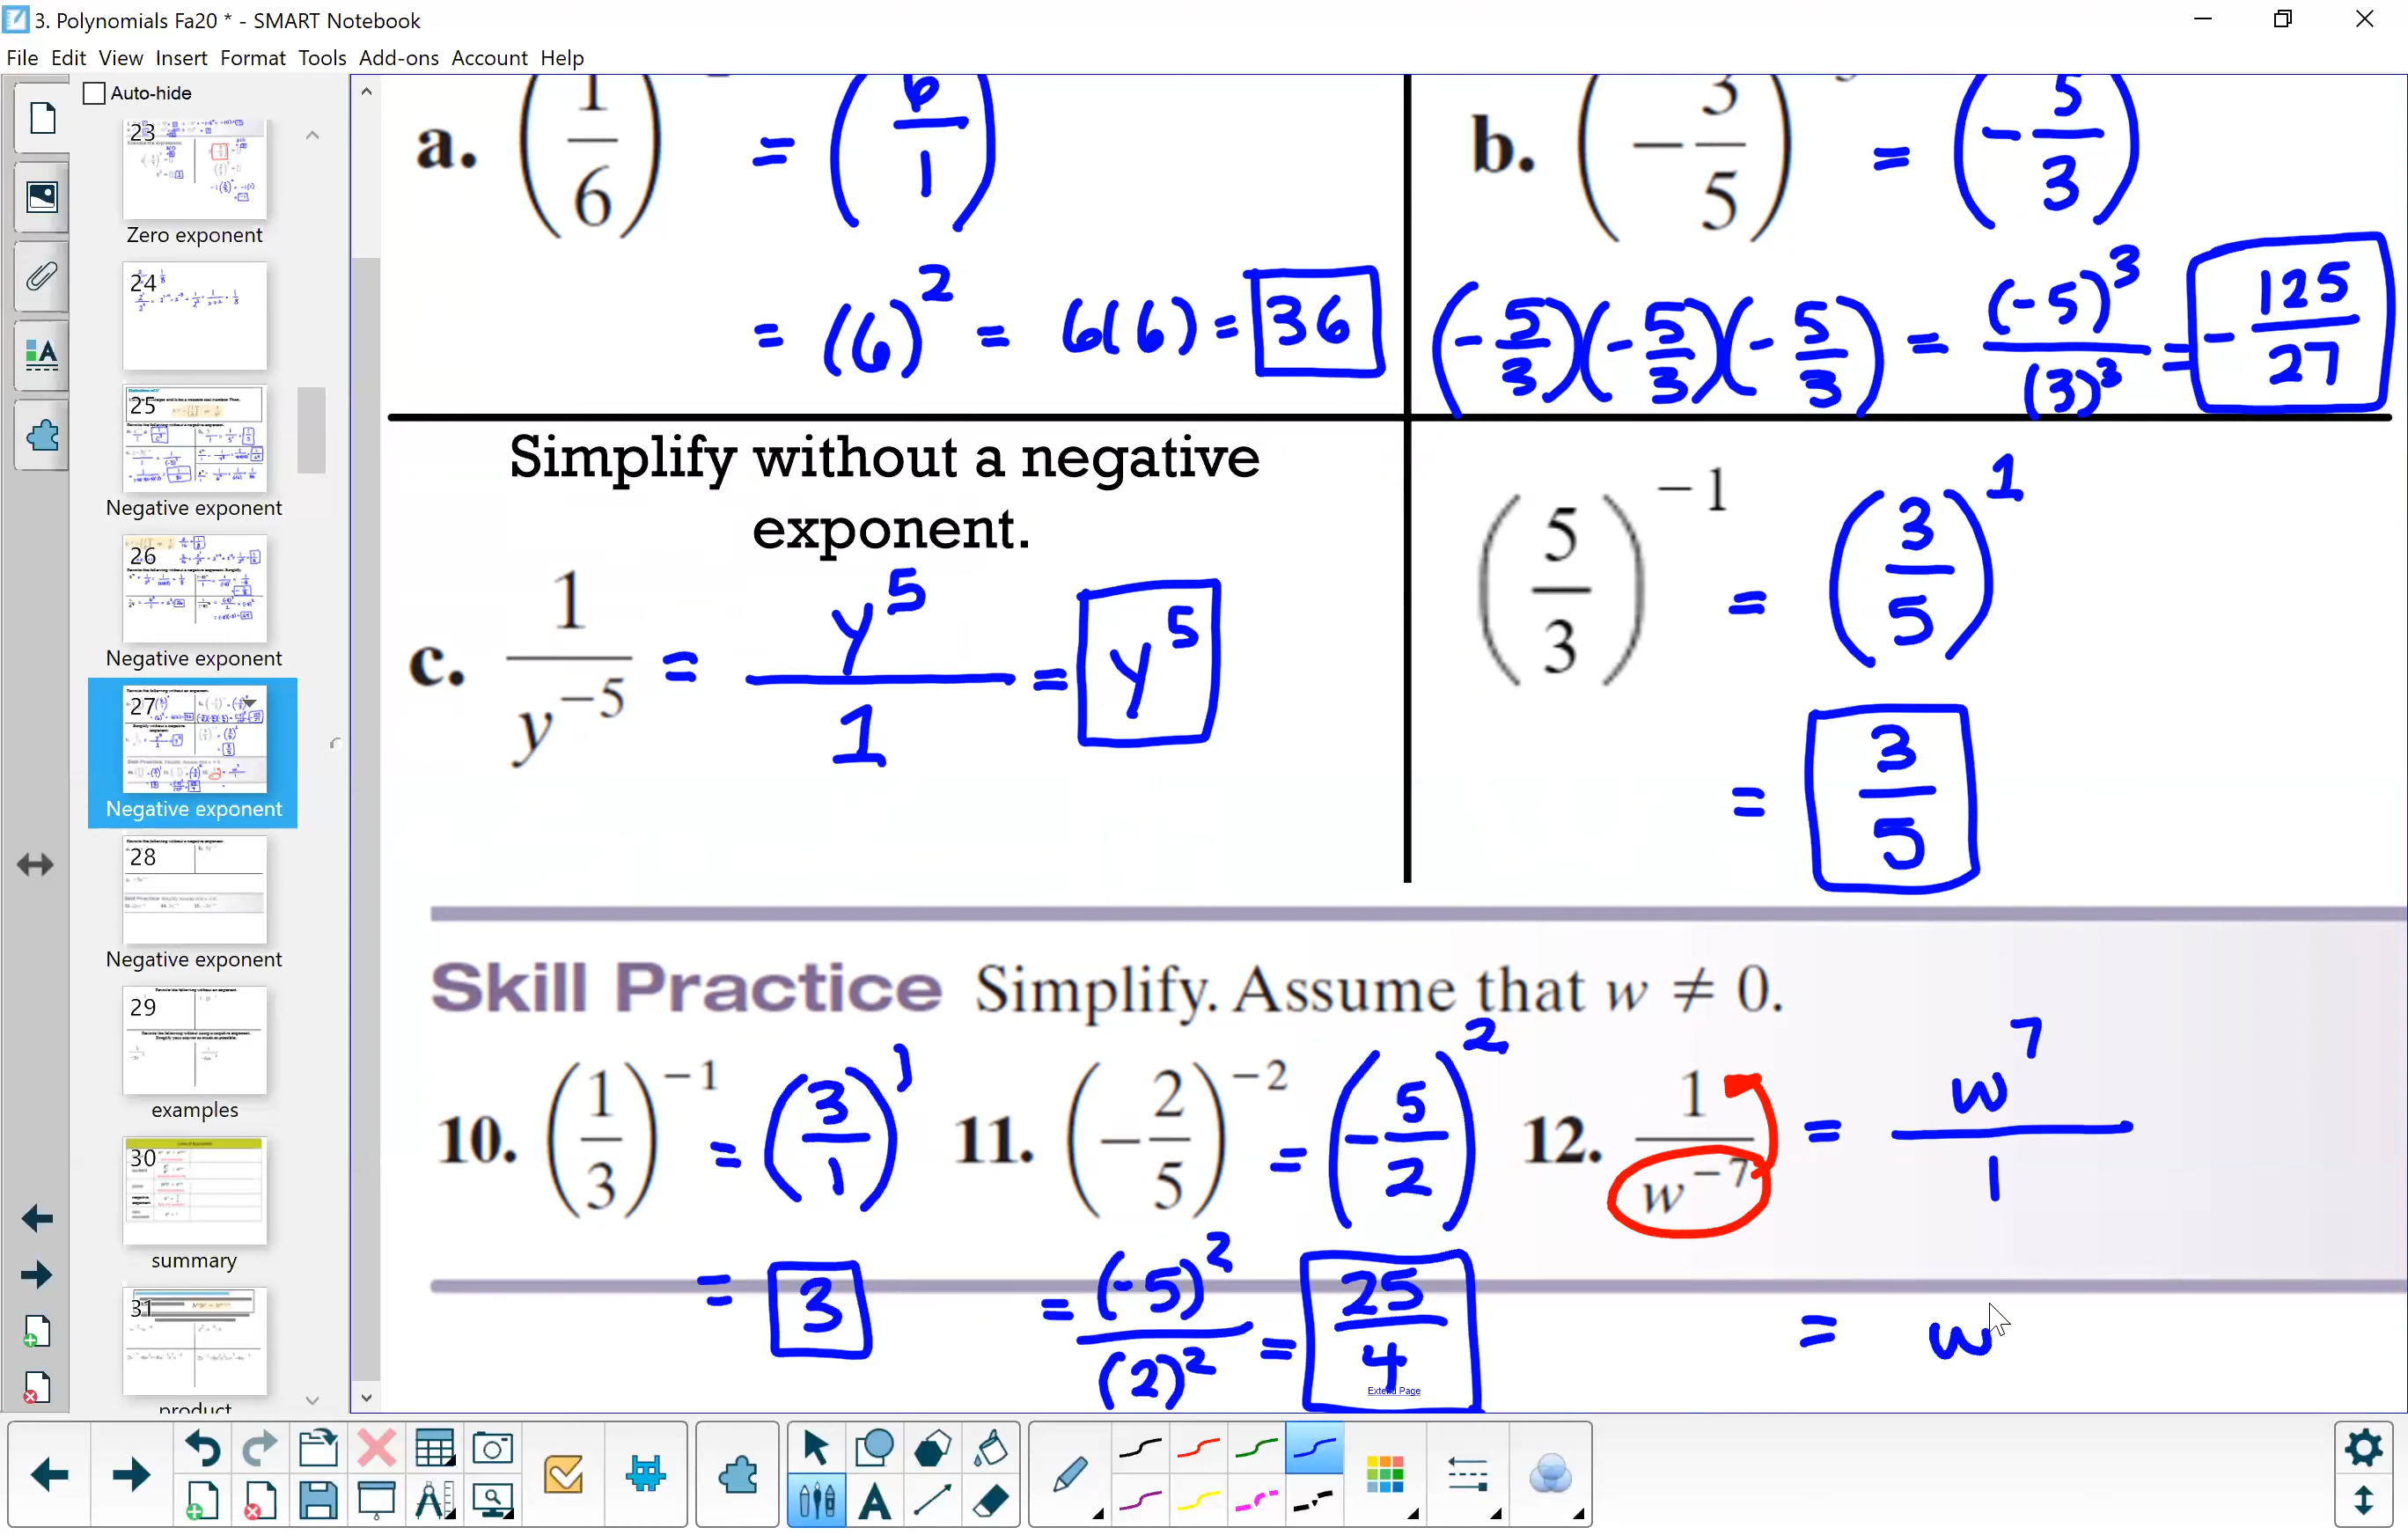 3. Polynomials Fa20 * - SMART Notebook
File Edit View Insert Format Tools Add-ons Account Help
Auto-hide
23
Zero exponent
24
25
Negative exponent
26
Negative exponent
27
Negative exponent
28
Negative exponent
29
examples
30
summary
31
product
a. (1/6) = (6/1)
= (6)^2 = 6(6) = 36
b. (-3/5) = (-5/3)
(-5/3)(-5/3)(-5/3) = (-5)^3/(3)^3 = -125/27
Simplify without a negative
exponent.
c. 1/y^-5 = y^5/1 = y^5
(5/3)^-1 = (3/5)^1
= 3/5
Skill Practice Simplify. Assume that w ≠ 0.
10. (1/3)^-1 = (3/1)^1
= 3
11. (-2/5)^-2 = (-5/2)^2
= (-5)^2/(2)^2 = 25/4
12. 1/w^-7 = w^7/1
= w
Extend Page